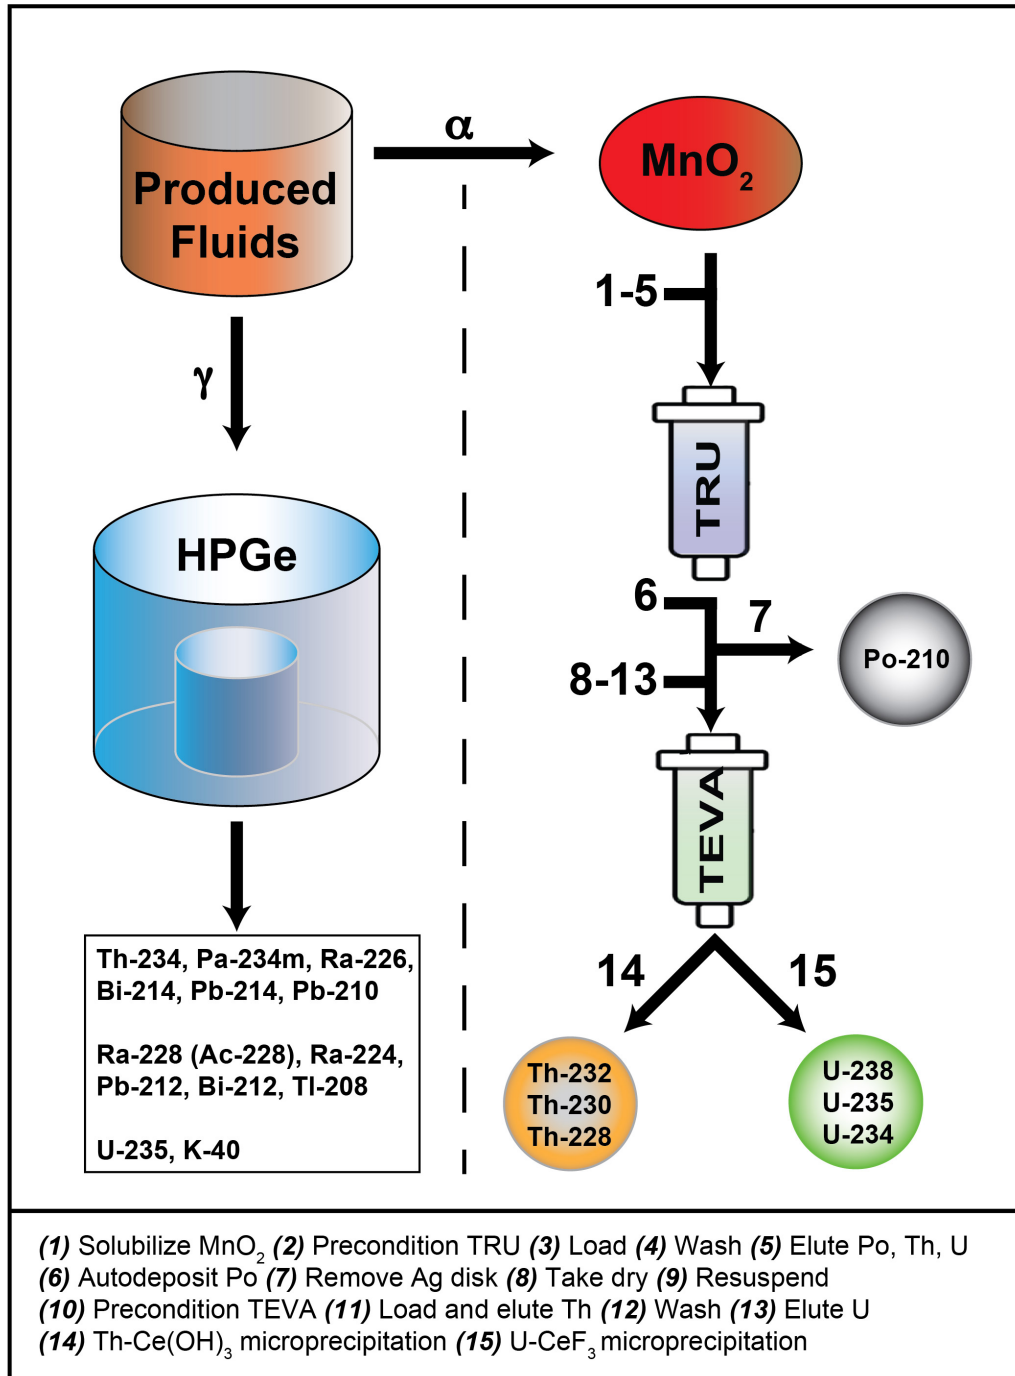 Produced
Fluids
α
MnO₂
γ
1-5
TRU
HPGe
6
7
Po-210
8-13
TEVA
14
15
Th-234, Pa-234m, Ra-226,
Bi-214, Pb-214, Pb-210
Ra-228 (Ac-228), Ra-224,
Pb-212, Bi-212, Tl-208
U-235, K-40
Th-232
Th-230
Th-228
U-238
U-235
U-234
(1) Solubilize MnO₂ (2) Precondition TRU (3) Load (4) Wash (5) Elute Po, Th, U
(6) Autodeposit Po (7) Remove Ag disk (8) Take dry (9) Resuspend
(10) Precondition TEVA (11) Load and elute Th (12) Wash (13) Elute U
(14) Th-Ce(OH)₃ microprecipitation (15) U-CeF₃ microprecipitation